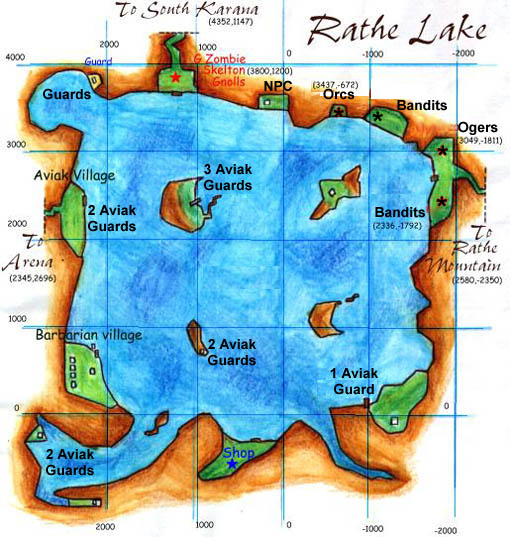 To South Karana
(4352,1147)
Rathe Lake
2000
1000
0
-1000
-2000
4000
Guard
G Zombie
Skelton
Gnolls
(3800,1200)
NPC
(3437,-672)
Orcs
Bandits
Guards
Ogers
(3049,-1811)
3000
Aviak Village
3 Aviak
Guards
2 Aviak
Guards
Bandits
(2336,-1792)
2000
To
Arena
(2345,2696)
To
Rathe
Mountain
(2580,-2350)
1000
Barbarian village
2 Aviak
Guards
1 Aviak
Guard
0
0
2 Aviak
Guards
Shop
2000
1000
0
-1000
-2000